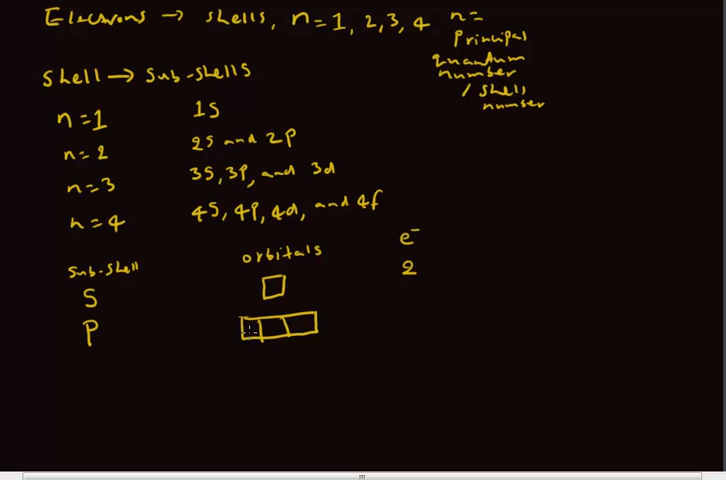 Electrons → shells, n=1, 2, 3, 4
n=
Principal
quantum
number
/ shell
number
Shell → Sub-shells
n=1 1s
n=2 2s and 2p
n=3 3s, 3p, and 3d
n=4 4s, 4p, 4d, and 4f
Sub-shell orbitals e⁻
S 2
P